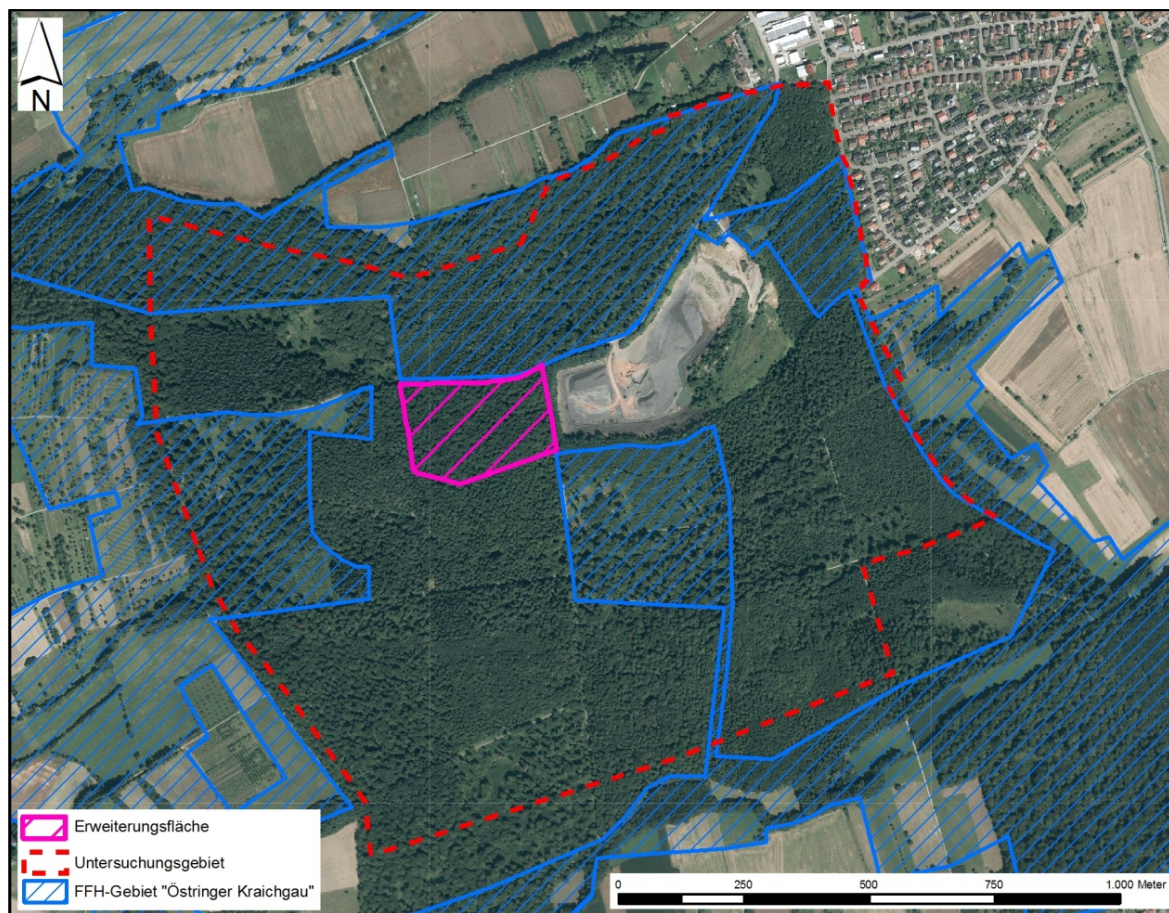 N
Erweiterungsfläche
Untersuchungsgebiet
FFH-Gebiet "Östringer Kraichgau"
0 250 500 750 1.000 Meter